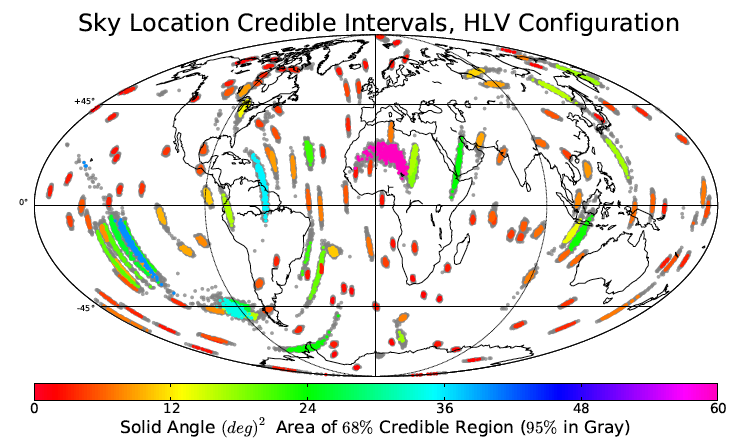 Sky Location Credible Intervals, HLV Configuration
+45°
0°
-45°
0 12 24 36 48 60
Solid Angle (deg)² Area of 68% Credible Region (95% in Gray)